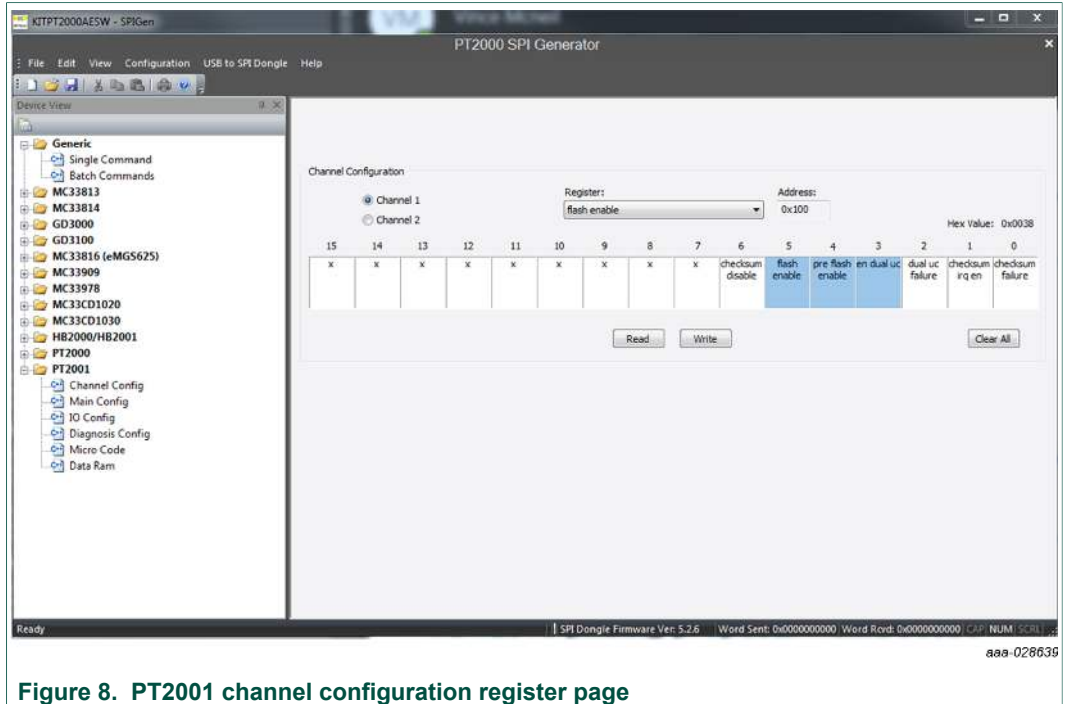 KITPT2000AESW - SPIGen
PT2000 SPI Generator
File Edit View Configuration USB to SPI Dongle Help
Device View
Generic
Single Command
Batch Commands
MC33813
MC33814
GD3000
GD3100
MC33816 (eMGS625)
MC33909
MC33978
MC33CD1020
MC33CD1030
HB2000/HB2001
PT2000
PT2001
Channel Config
Main Config
IO Config
Diagnosis Config
Micro Code
Data Ram
Channel Configuration
Channel 1
Channel 2
Register:
flash enable
Address:
0x100
Hex Value: 0x0038
15 14 13 12 11 10 9 8 7 6 5 4 3 2 1 0
x x x x x x x x x checksum disable flash enable pre flash enable en dual uc dual uc failure checksum irq en checksum failure
Read Write Clear All
Ready
SPI Dongle Firmware Ver: 5.2.6 Word Sent: 0x0000000000 Word Rcrd: 0x0000000000 CAP NUM SCRL
aaa-028639
Figure 8. PT2001 channel configuration register page